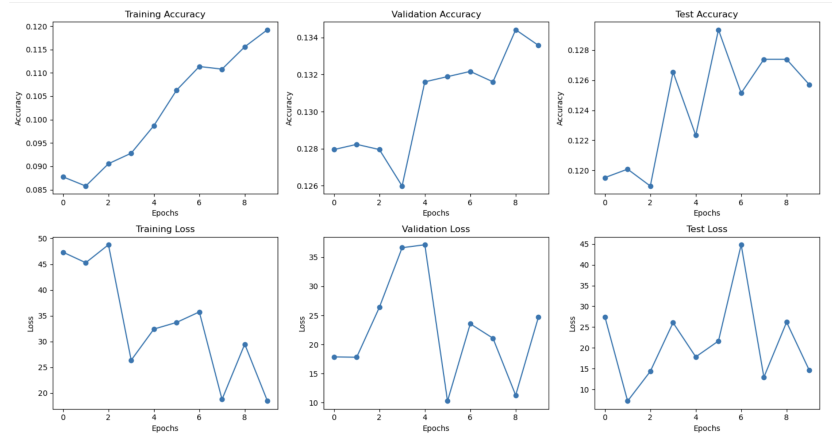 Training Accuracy
0.120
0.115
0.110
0.105
0.100
0.095
0.090
0.085
Accuracy
0 2 4 6 8
Epochs
Validation Accuracy
0.134
0.132
0.130
0.128
0.126
Accuracy
0 2 4 6 8
Epochs
Test Accuracy
0.128
0.126
0.124
0.122
0.120
Accuracy
0 2 4 6 8
Epochs
Training Loss
50
45
40
35
30
25
20
Loss
0 2 4 6 8
Epochs
Validation Loss
35
30
25
20
15
10
Loss
0 2 4 6 8
Epochs
Test Loss
45
40
35
30
25
20
15
10
Loss
0 2 4 6 8
Epochs